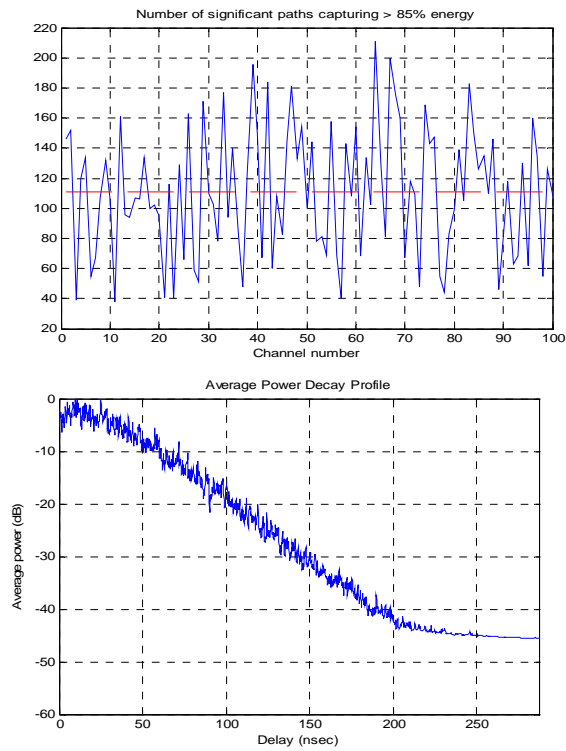 Number of significant paths capturing > 85% energy
220
200
180
160
140
120
100
80
60
40
20
0 10 20 30 40 50 60 70 80 90 100
Channel number
Average Power Decay Profile
0
-10
-20
-30
-40
-50
-60
Average power (dB)
0 50 100 150 200 250
Delay (nsec)